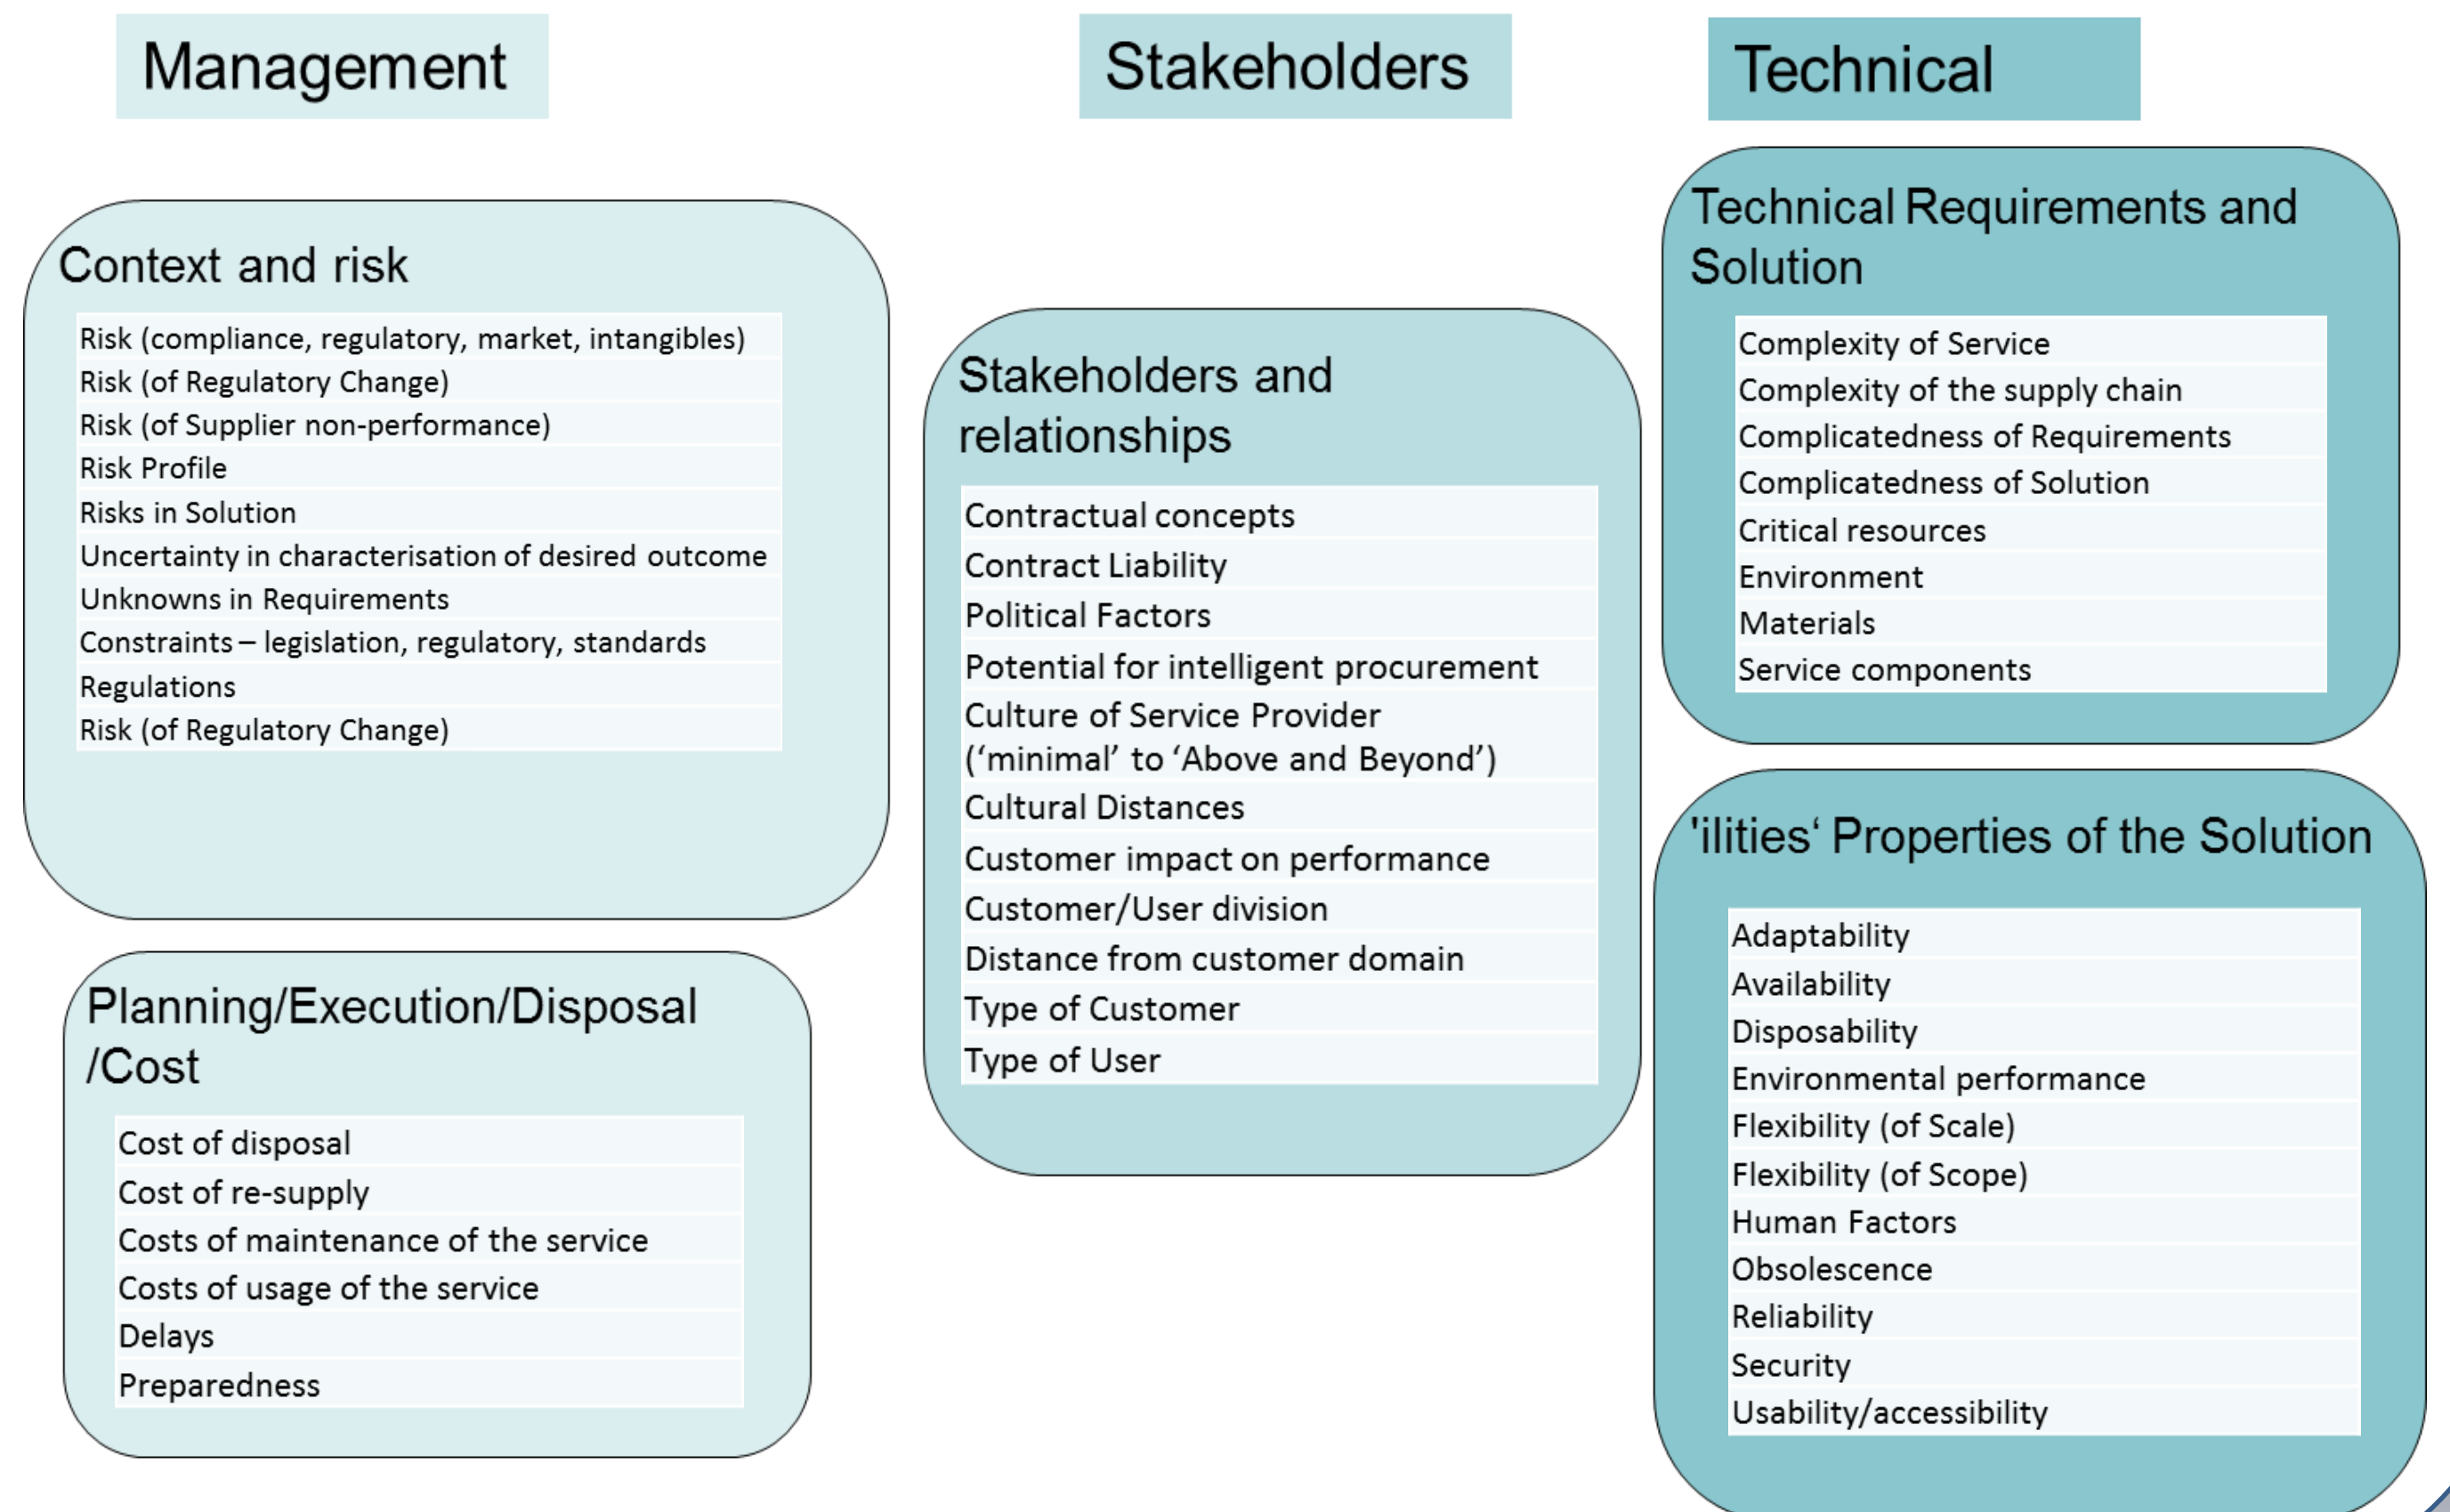 Management
Context and risk
Risk (compliance, regulatory, market, intangibles)
Risk (of Regulatory Change)
Risk (of Supplier non-performance)
Risk Profile
Risks in Solution
Uncertainty in characterisation of desired outcome
Unknowns in Requirements
Constraints – legislation, regulatory, standards
Regulations
Risk (of Regulatory Change)
Planning/Execution/Disposal
/Cost
Cost of disposal
Cost of re-supply
Costs of maintenance of the service
Costs of usage of the service
Delays
Preparedness
Stakeholders
Stakeholders and
relationships
Contractual concepts
Contract Liability
Political Factors
Potential for intelligent procurement
Culture of Service Provider
(‘minimal’ to ‘Above and Beyond’)
Cultural Distances
Customer impact on performance
Customer/User division
Distance from customer domain
Type of Customer
Type of User
Technical
Technical Requirements and
Solution
Complexity of Service
Complexity of the supply chain
Complicatedness of Requirements
Complicatedness of Solution
Critical resources
Environment
Materials
Service components
'ilities‘ Properties of the Solution
Adaptability
Availability
Disposability
Environmental performance
Flexibility (of Scale)
Flexibility (of Scope)
Human Factors
Obsolescence
Reliability
Security
Usability/accessibility